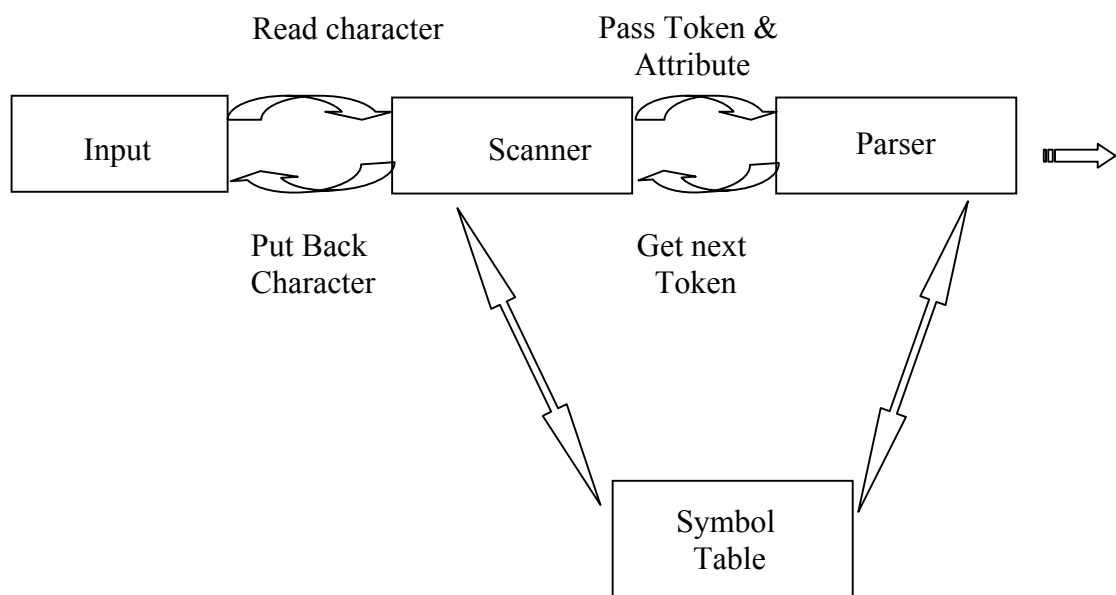 Read character
Pass Token &
Attribute
Input
Scanner
Parser
Put Back
Character
Get next
Token
Symbol
Table